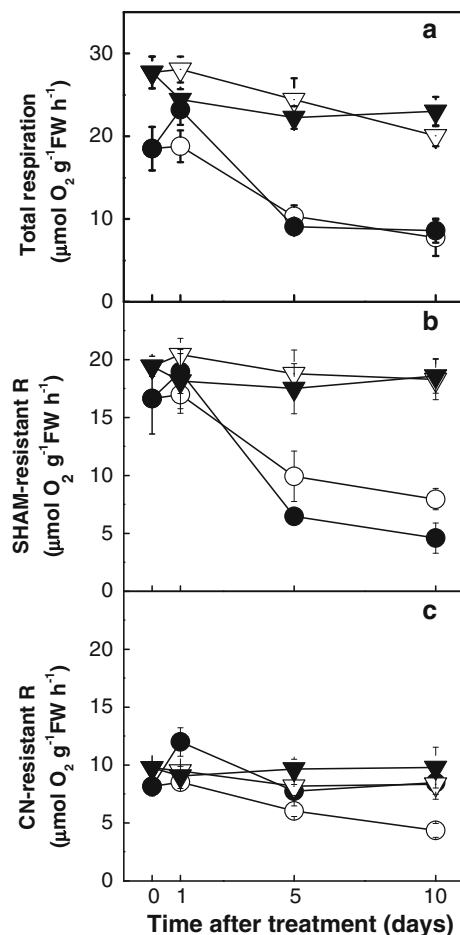 a
30
20
10
0
Total respiration
(μmol O₂ g⁻¹FW h⁻¹)
b
20
15
10
5
0
SHAM-resistant R
(μmol O₂ g⁻¹FW h⁻¹)
c
20
15
10
5
0
CN-resistant R
(μmol O₂ g⁻¹FW h⁻¹)
0 1 5 10
Time after treatment (days)